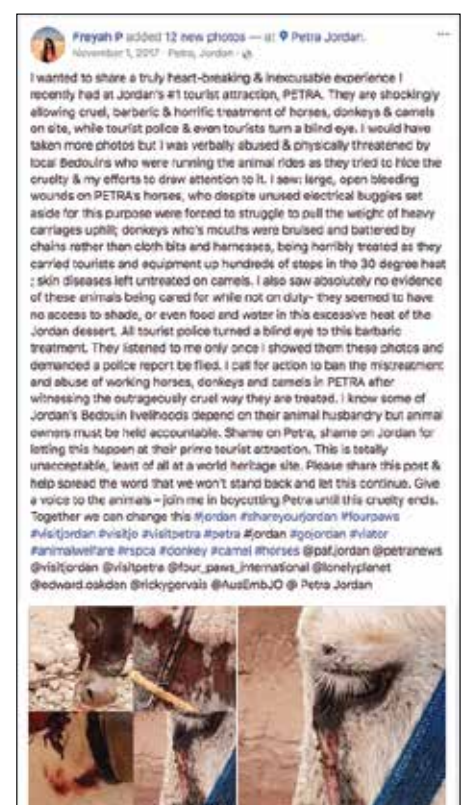 Freyah P added 12 new photos — at Petra Jordan.
November 1, 2017 · Petra, Jordan ·
I wanted to share a truly heart-breaking & inexcusable experience I
recently had at Jordan's #1 tourist attraction, PETRA. They are shockingly
allowing cruel, barbaric & horrific treatment of horses, donkeys & camels
on site, while tourist police & even tourists turn a blind eye. I would have
taken more photos but I was verbally abused & physically threatened by
local Bedouins who were running the animal rides as they tried to hide the
cruelty & my efforts to draw attention to it. I saw: large, open bleeding
wounds on PETRA's horses, who despite unused electrical buggies set
aside for this purpose were forced to struggle to pull the weight of heavy
carriages uphill; donkeys who's mouths were bruised and battered by
chains rather than cloth bits and harneases, being horribly treated as they
carried tourists and equipment up hundreds of steps in the 30 degree heat
; skin diseases left untreated on camels. I also saw absolutely no evidence
of these animals being cared for while not on duty- they seemed to have
no access to shade, or even food and water in this excessive heat of the
Jordan dessert. All tourist police turned a blind eye to this barbaric
treatment. They listened to me only once I showed them these photos and
demanded a police report be filed. I call for action to ban the mistreatment
and abuse of working horses, donkeys and camels in PETRA after
witnessing the outrageously cruel way they are treated. I know some of
Jordan's Bedouin livelihoods depend on their animal husbandry but animal
owners must be held accountable. Shame on Petra, shame on Jordan for
letting this happen at their prime tourist attraction. This is totally
unacceptable, least of all at a world heritage site. Please share this post &
help spread the word that we won't stand back and let this continue. Give
a voice to the animals – join me in boycotting Petra until this cruelty ends.
Together we can change this #jordan #shareyourjordan #fourpaws
#visitjordan #visitjo #visitpetra #petra #jordan #gojordan #viator
#animalwelfare #rspca #donkey #camel #horses @paf.jordan @petranews
@visitjordan @visitpetra @four_paws_international @lonelyplanet
@edward.oakden @rickygervais @AusEmbJO @ Petra Jordan